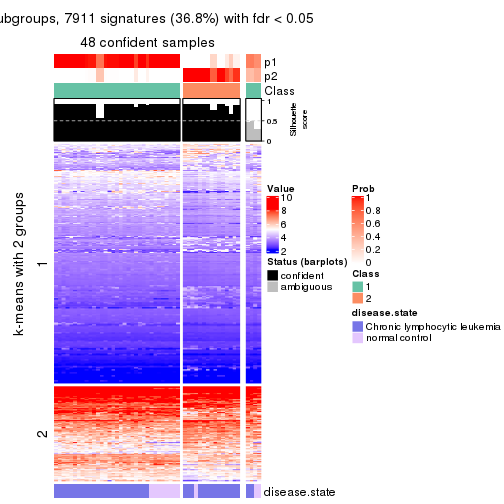 ubgroups, 7911 signatures (36.8%) with fdr < 0.05
48 confident samples
p1
p2
Class
1
0.5
0
Silhouette
score
k-means with 2 groups
1
2
Value
10
8
6
4
2
Status (barplots)
confident
ambiguous
Prob
1
0.8
0.6
0.4
0.2
0
Class
1
2
disease.state
Chronic lymphocytic leukemia
normal control
disease.state